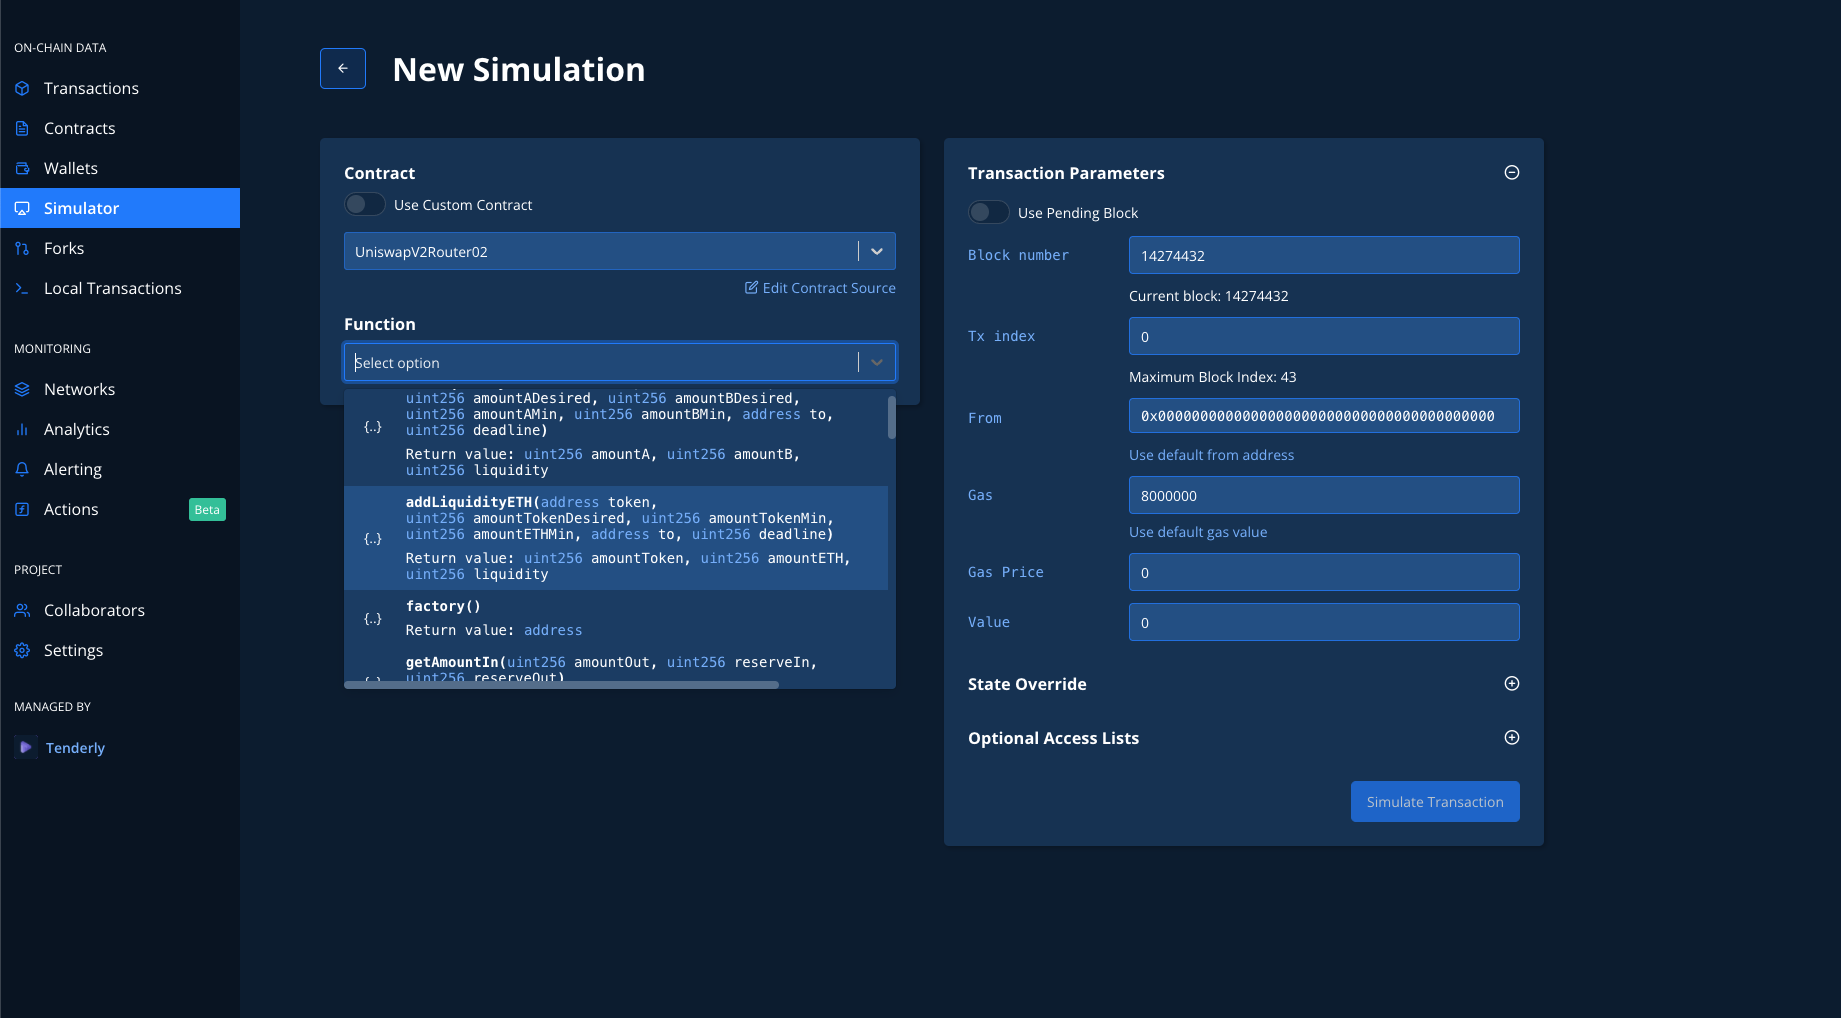 ON-CHAIN DATA
Transactions
Contracts
Wallets
Simulator
Forks
Local Transactions
MONITORING
Networks
Analytics
Alerting
Actions
Beta
PROJECT
Collaborators
Settings
MANAGED BY
Tenderly
New Simulation
Contract
Use Custom Contract
UniswapV2Router02
Edit Contract Source
Function
Select option
uint256 amountADesired, uint256 amountBDesired,
uint256 amountAMin, uint256 amountBMin, address to,
{..}
uint256 deadline)
Return value: uint256 amountA, uint256 amountB,
uint256 liquidity
addLiquidityETH(address token,
uint256 amountTokenDesired, uint256 amountTokenMin,
{..}
uint256 amountETHMin, address to, uint256 deadline)
Return value: uint256 amountToken, uint256 amountETH,
uint256 liquidity
factory()
{..}
Return value: address
getAmountIn(uint256 amountOut, uint256 reserveIn,
uint256 reserveOut)
Transaction Parameters
Use Pending Block
Block number
14274432
Current block: 14274432
Tx index
0
Maximum Block Index: 43
From
0x0000000000000000000000000000000000000000
Use default from address
Gas
8000000
Use default gas value
Gas Price
0
Value
0
State Override
Optional Access Lists
Simulate Transaction